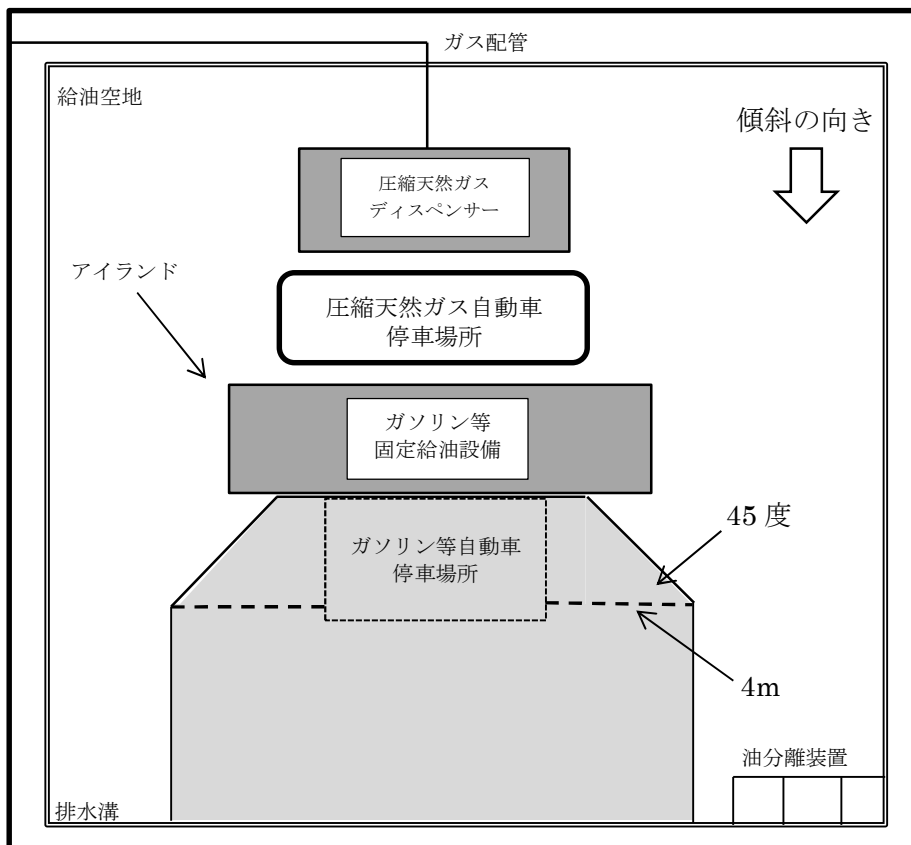 ガス配管
給油空地
傾斜の向き
圧縮天然ガス
ディスペンサー
アイランド
圧縮天然ガス自動車
停車場所
ガソリン等
固定給油設備
45 度
ガソリン等自動車
停車場所
4m
油分離装置
排水溝